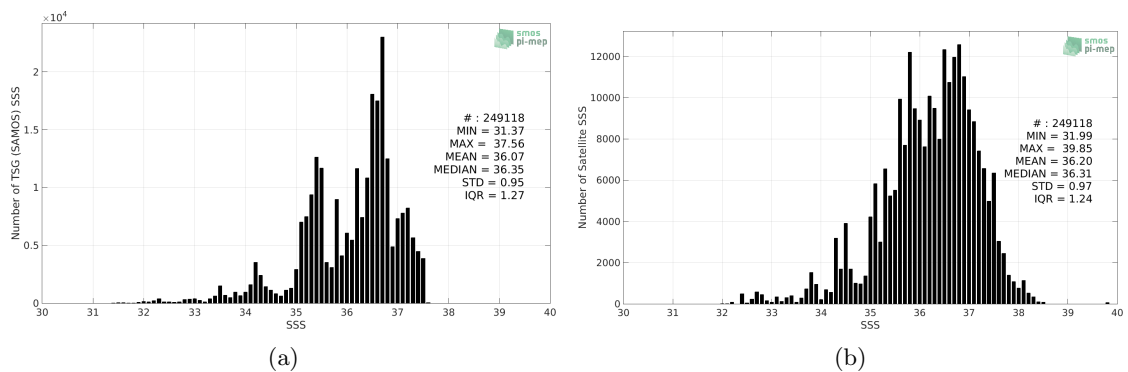 ×10⁴
smos
pi-mep
Number of TSG (SAMOS) SSS
2
1.5
1
0.5
0
# : 249118
MIN = 31.37
MAX = 37.56
MEAN = 36.07
MEDIAN = 36.35
STD = 0.95
IQR = 1.27
30 31 32 33 34 35 36 37 38 39 40
SSS
(a)
smos
pi-mep
Number of Satellite SSS
12000
10000
8000
6000
4000
2000
0
# : 249118
MIN = 31.99
MAX = 39.85
MEAN = 36.20
MEDIAN = 36.31
STD = 0.97
IQR = 1.24
30 31 32 33 34 35 36 37 38 39 40
SSS
(b)